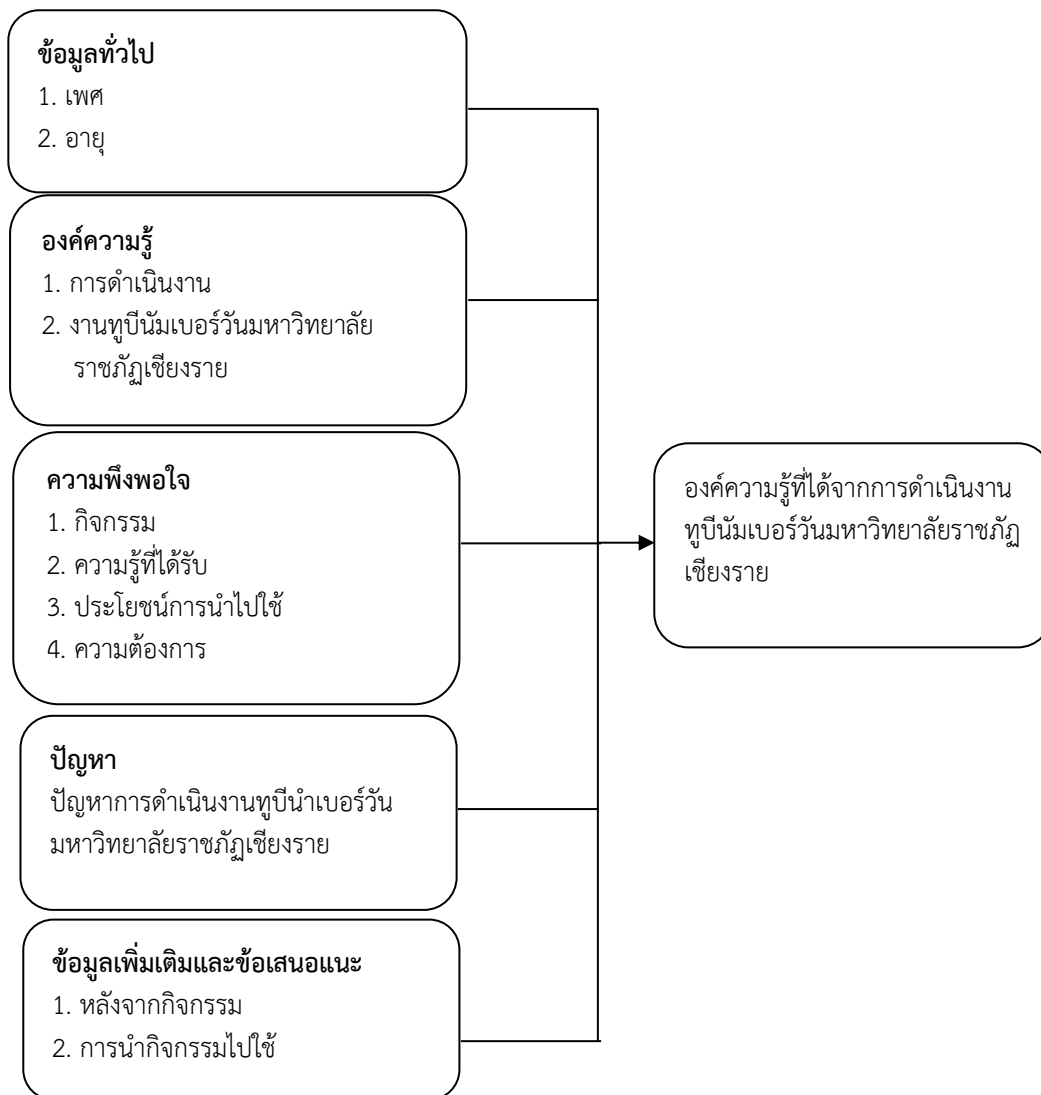 ข้อมูลทั่วไป
1. เพศ
2. อายุ
องค์ความรู้
1. การดำเนินงาน
2. งานทูบีนัมเบอร์วันมหาวิทยาลัย
ราชภัฏเชียงราย
ความพึงพอใจ
1. กิจกรรม
2. ความรู้ที่ได้รับ
3. ประโยชน์การนำไปใช้
4. ความต้องการ
ปัญหา
ปัญหาการดำเนินงานทูบีนำเบอร์วัน
มหาวิทยาลัยราชภัฏเชียงราย
ข้อมูลเพิ่มเติมและข้อเสนอแนะ
1. หลังจากกิจกรรม
2. การนำกิจกรรมไปใช้
องค์ความรู้ที่ได้จากการดำเนินงาน
ทูบีนัมเบอร์วันมหาวิทยาลัยราชภัฏ
เชียงราย